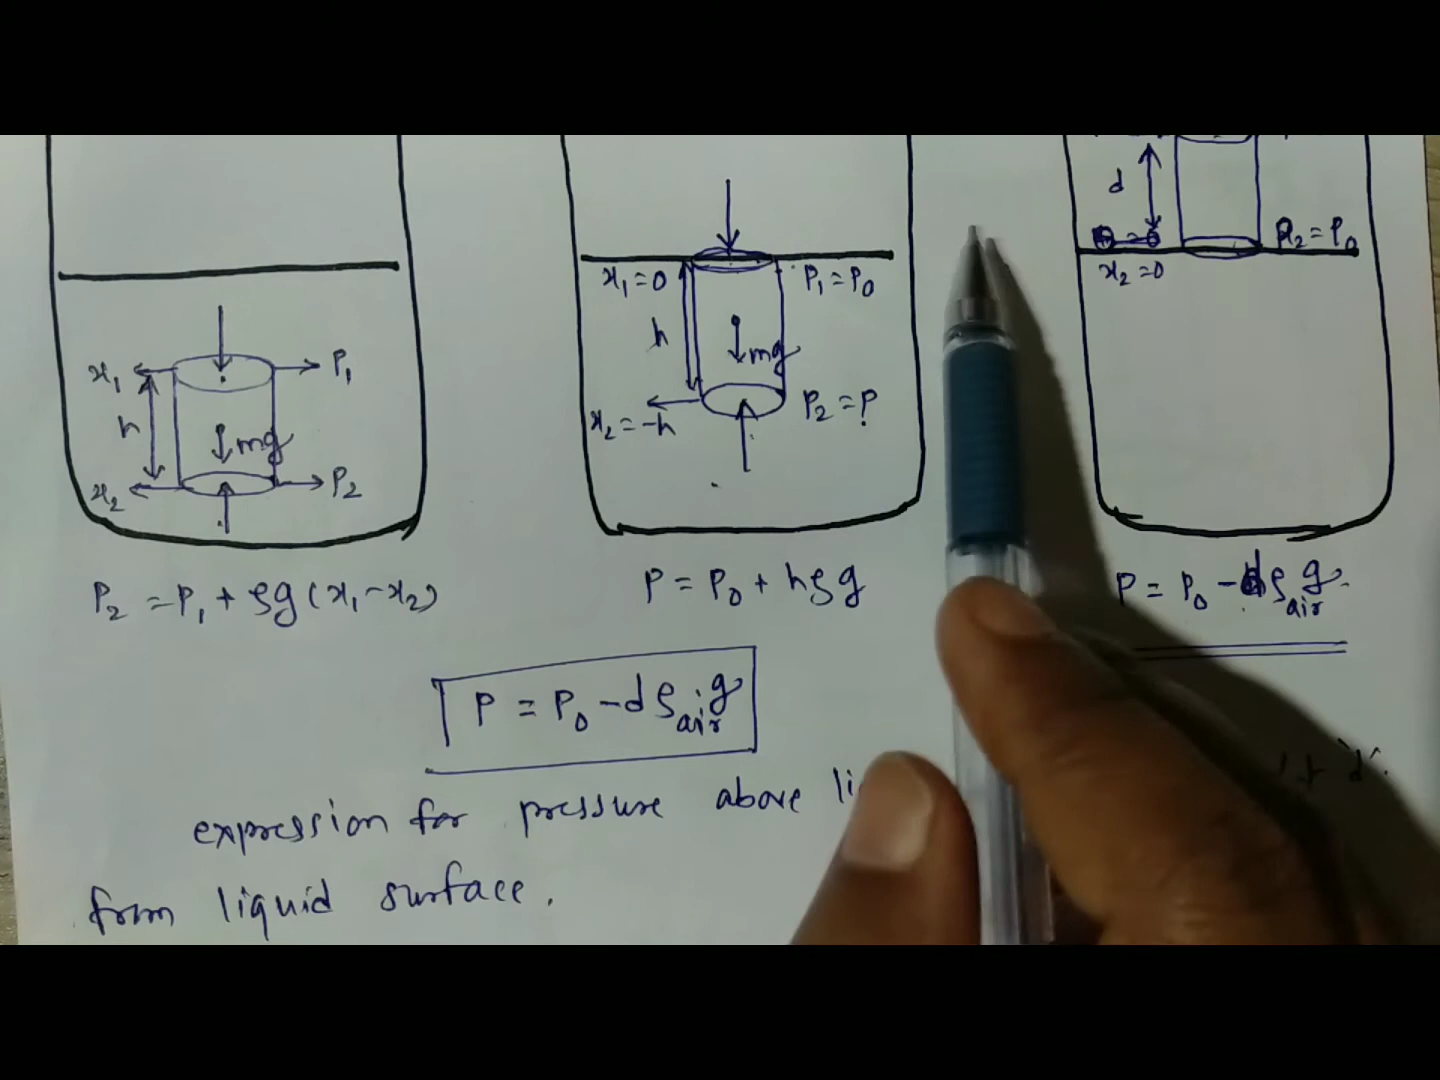 x₁ P₁
h
mg
x₂ P₂
P₂ = P₁ + ρg (x₁ - x₂)
x₁ = 0 P₁ = P₀
h
mg
x₂ = -h P₂ = ?
P = P₀ + hρg
d
P₂ = P₀
x₂ = 0
P = P₀ - dρ_air g
P = P₀ - dρ_air g
expression for pressure above
from liquid surface.